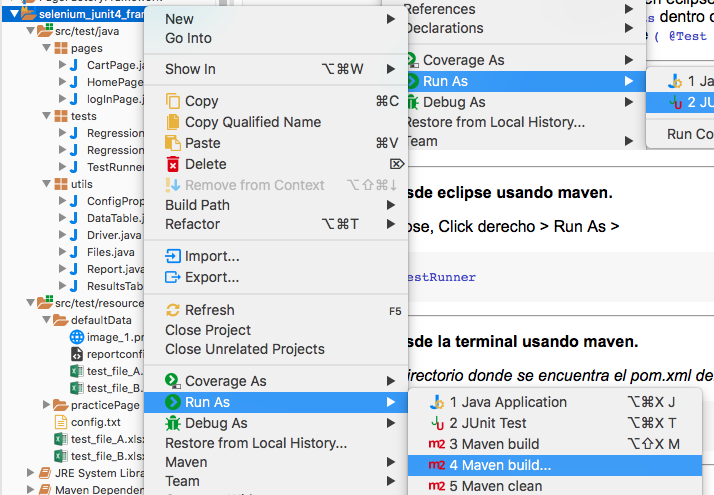 PageFactoryFramework
selenium_junit4_fram
src/test/java
pages
CartPage.j
HomePage
logInPage.j
tests
Regression
Regression
TestRunner
utils
ConfigProp
DataTable.j
Driver.java
Files.java
Report.java
ResultsTab
src/test/resource
defaultData
image_1.pr
reportconfi
test_file_A.
test_file_B.
practicePage
config.txt
test_file_A.xlsx
test_file_B.xlsx
JRE System Libra
Maven Dependen
New
Go Into
Show In ⌥⌘W
Copy ⌘C
Copy Qualified Name
Paste ⌘V
Delete ⌦
Remove from Context ⌥⇧⌘↓
Build Path
Refactor ⌥⌘T
Import...
Export...
Refresh F5
Close Project
Close Unrelated Projects
Coverage As
Run As
Debug As
Restore from Local History...
Maven
Team
References
Declarations
Coverage As
Run As
Debug As
Restore from Local History...
Team
1 Ja
2 JU
Run Co
en eclipse
s dentro d
e ( @Test
sde eclipse usando maven.
pse, Click derecho > Run As >
estRunner
sde la terminal usando maven.
irectorio donde se encuentra el pom.xml de
1 Java Application ⌥⌘X J
2 JUnit Test ⌥⌘X T
3 Maven build ⌥⇧X M
4 Maven build...
5 Maven clean